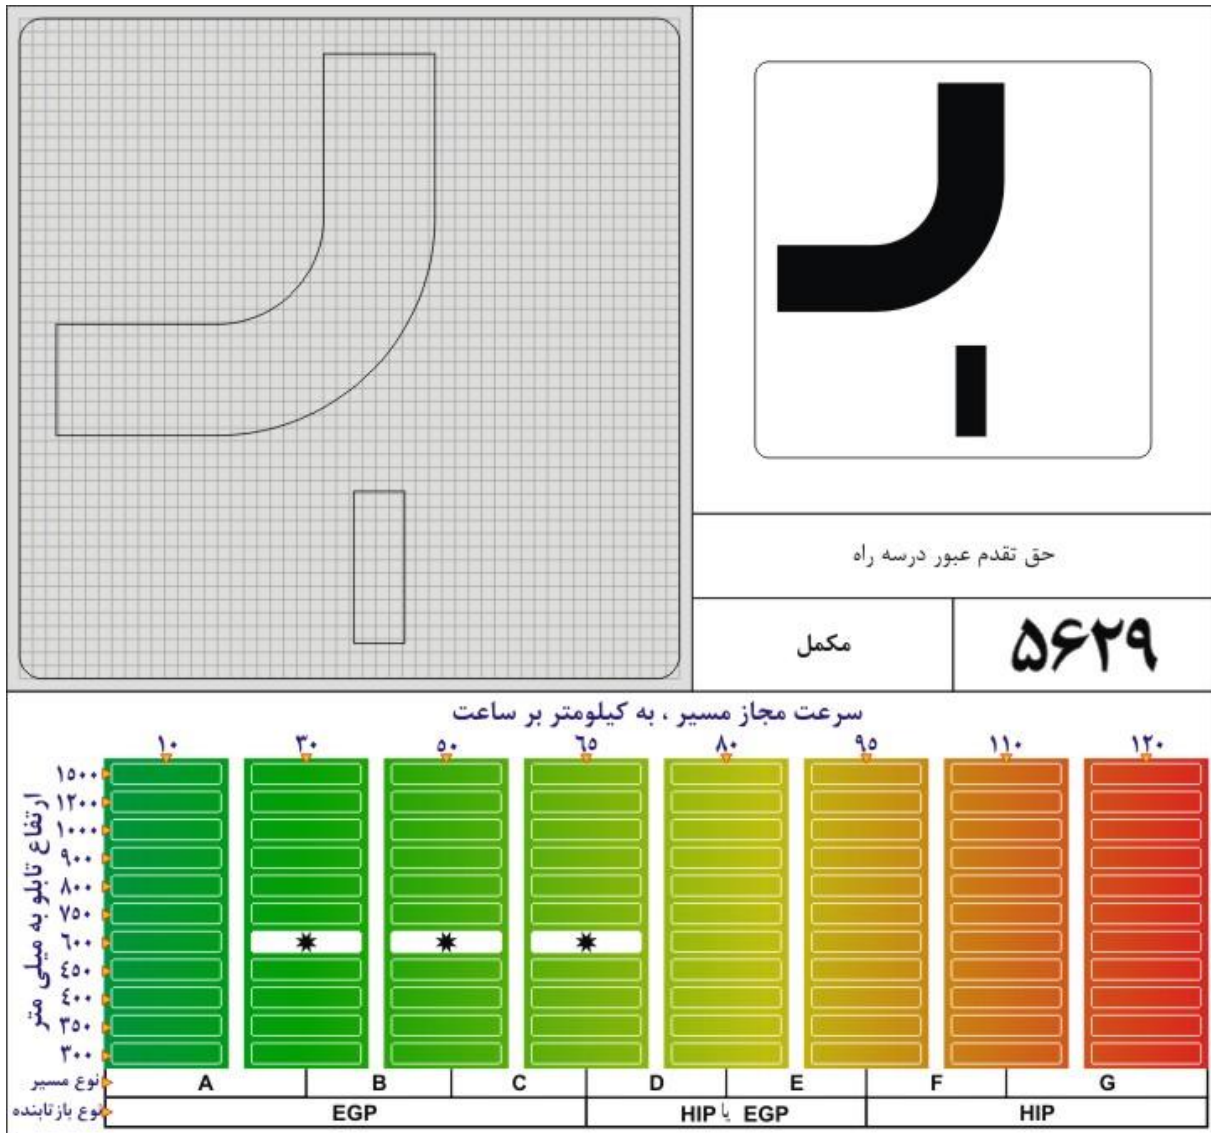 حق تقدم عبور درسه راه
۵۶۲۹
مکمل
سرعت مجاز مسیر ، به کیلومتر بر ساعت
۱۰ ۳۰ ۵۰ ۶۵ ۸۰ ۹۵ ۱۱۰ ۱۲۰
ارتفاع تابلو به میلی متر
۱۵۰۰
۱۲۰۰
۱۰۰۰
۹۰۰
۸۰۰
۷۵۰
۶۰۰
۴۵۰
۴۰۰
۳۵۰
۳۰۰
نوع مسیر A B C D E F G
نوع بازتابنده EGP HIP یا EGP HIP